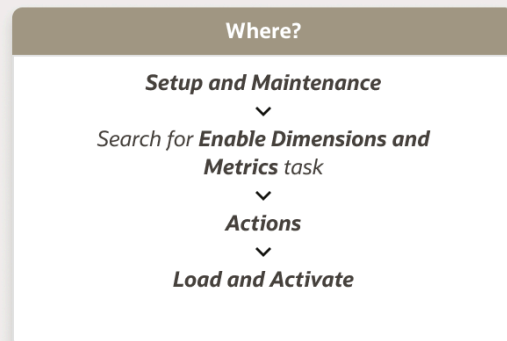 Where?
Setup and Maintenance
Search for Enable Dimensions and
Metrics task
Actions
Load and Activate